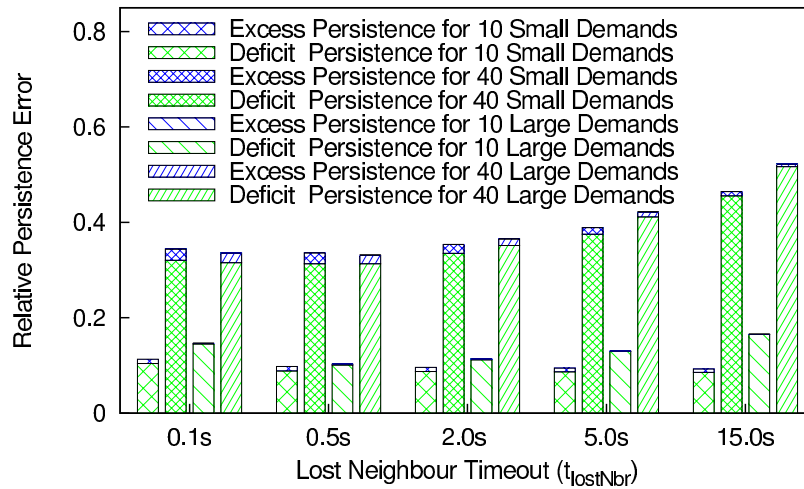 0.8
0.6
0.4
0.2
0
Relative Persistence Error
Excess Persistence for 10 Small Demands
Deficit Persistence for 10 Small Demands
Excess Persistence for 40 Small Demands
Deficit Persistence for 40 Small Demands
Excess Persistence for 10 Large Demands
Deficit Persistence for 10 Large Demands
Excess Persistence for 40 Large Demands
Deficit Persistence for 40 Large Demands
0.1s 0.5s 2.0s 5.0s 15.0s
Lost Neighbour Timeout (tlostNbr)